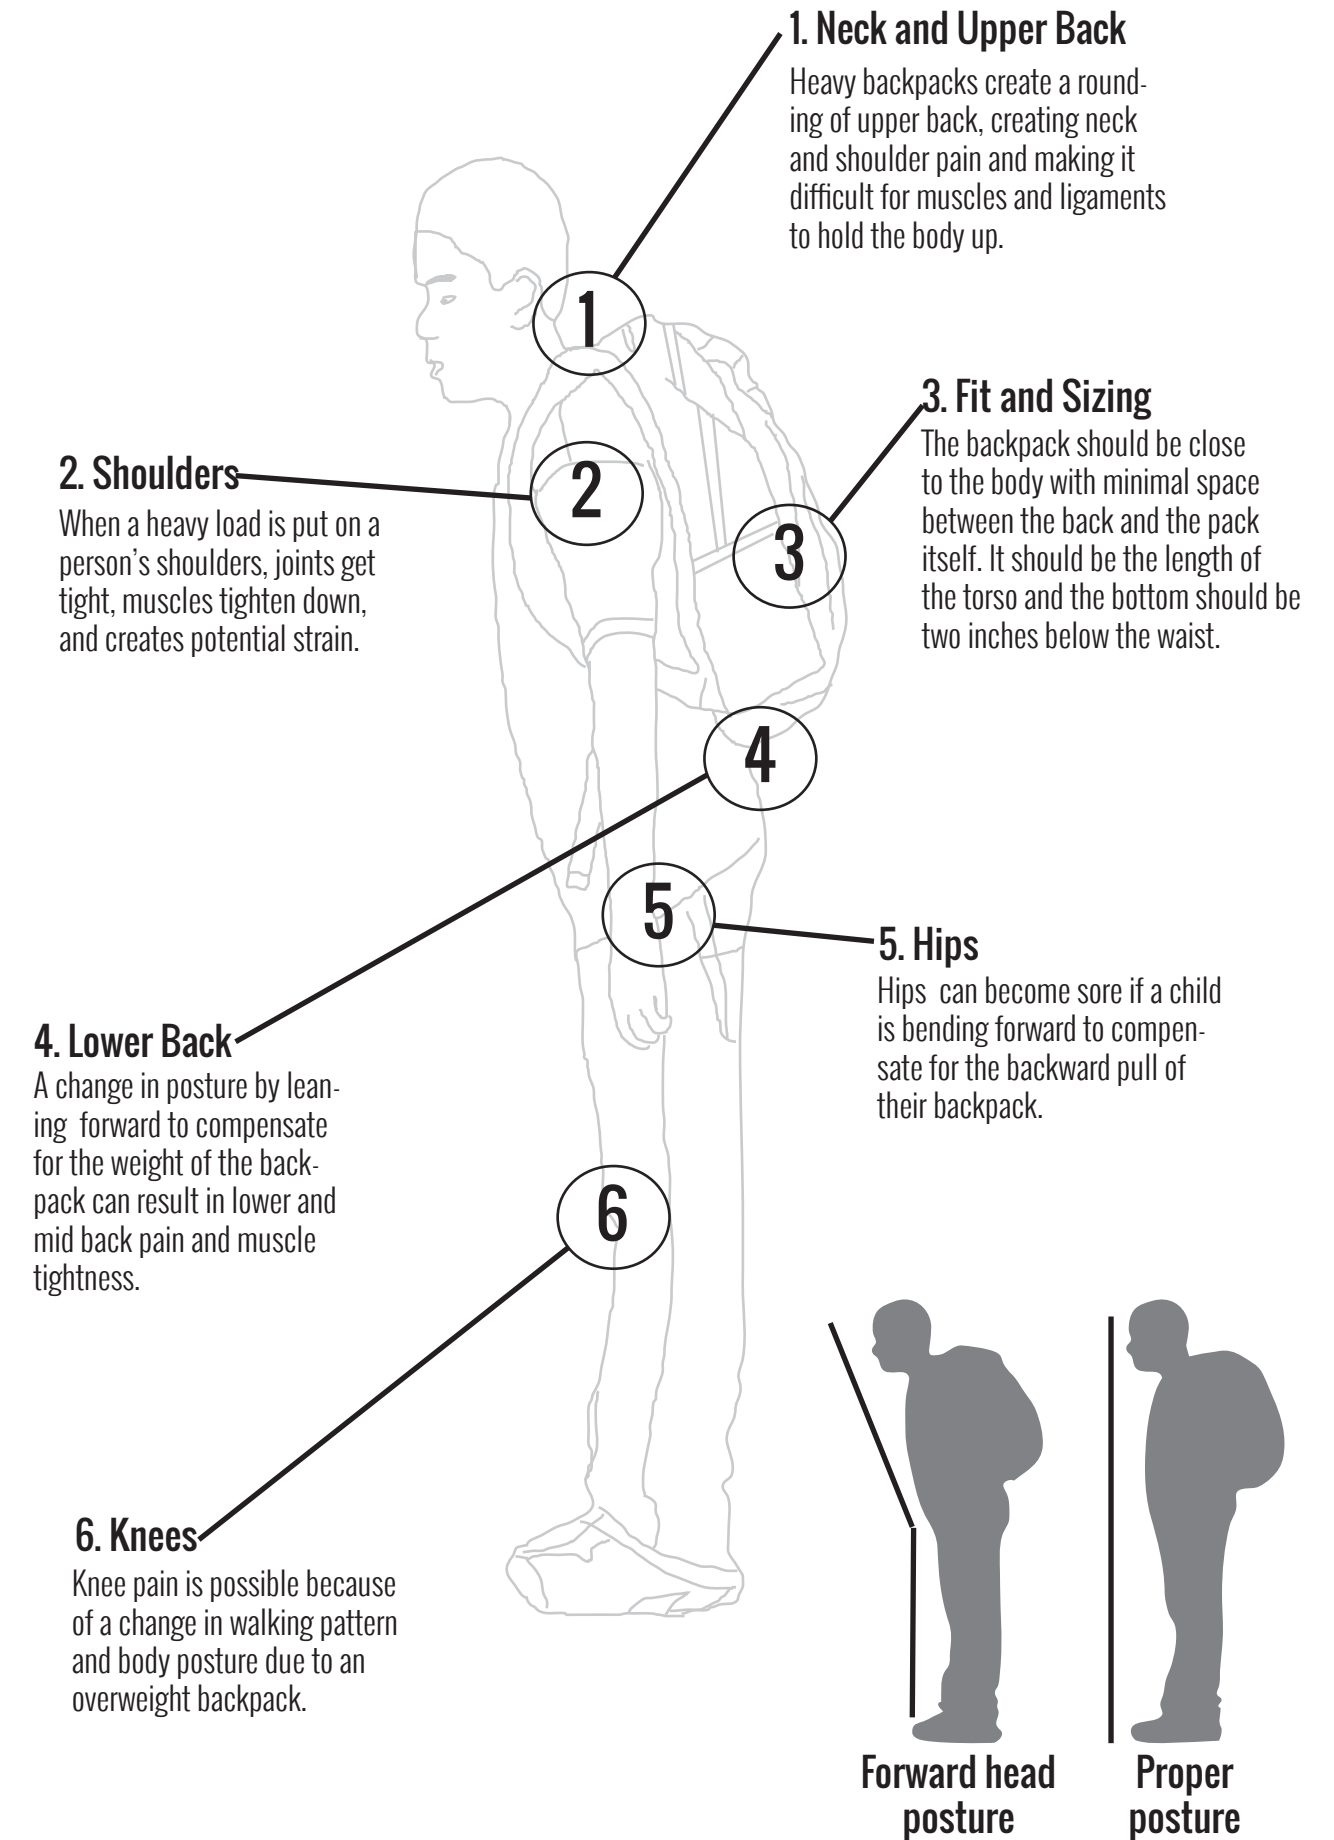 1. Neck and Upper Back
Heavy backpacks create a round-
ing of upper back, creating neck
and shoulder pain and making it
difficult for muscles and ligaments
to hold the body up.
1
2. Shoulders
When a heavy load is put on a
person's shoulders, joints get
tight, muscles tighten down,
and creates potential strain.
2
3. Fit and Sizing
The backpack should be close
to the body with minimal space
between the back and the pack
itself. It should be the length of
the torso and the bottom should be
two inches below the waist.
3
4
4. Lower Back
A change in posture by lean-
ing  forward to compensate
for the weight of the back-
pack can result in lower and
mid back pain and muscle
tightness.
5
5. Hips
Hips  can become sore if a child
is bending forward to compen-
sate for the backward pull of
their backpack.
6
6. Knees
Knee pain is possible because
of a change in walking pattern
and body posture due to an
overweight backpack.
Forward head
posture
Proper
posture